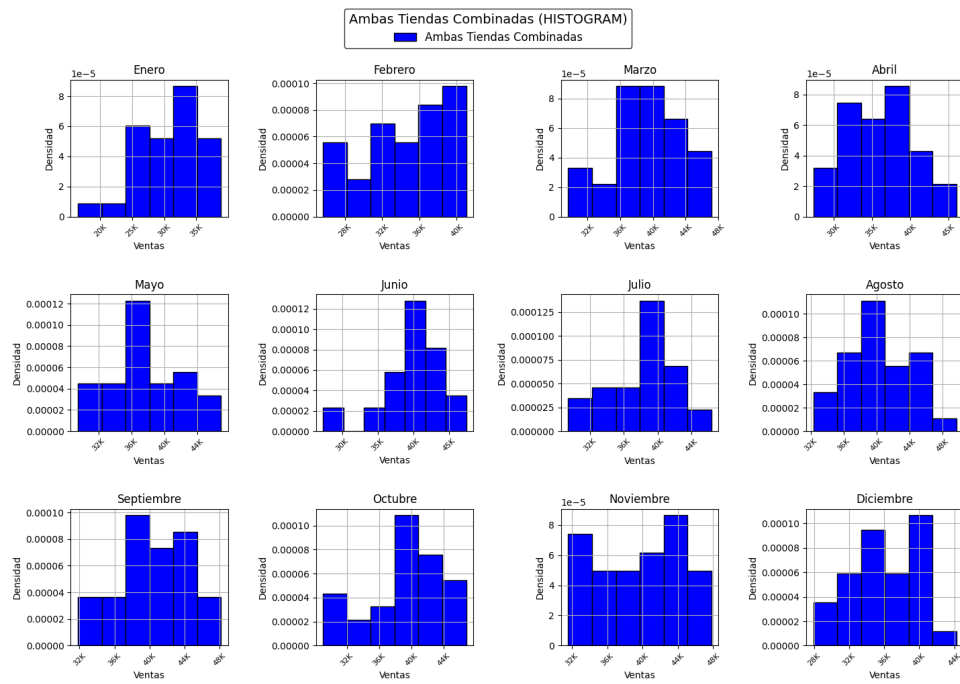 Ambas Tiendas Combinadas (HISTOGRAM)
Ambas Tiendas Combinadas
Enero
1e−5
Densidad
8
6
4
2
0
20K 25K 30K 35K
Ventas
Febrero
Densidad
0.00010
0.00008
0.00006
0.00004
0.00002
0.00000
28K 32K 36K 40K
Ventas
Marzo
1e−5
Densidad
8
6
4
2
0
32K 36K 40K 44K 48K
Ventas
Abril
1e−5
Densidad
8
6
4
2
0
30K 35K 40K 45K
Ventas
Mayo
Densidad
0.00012
0.00010
0.00008
0.00006
0.00004
0.00002
0.00000
32K 36K 40K 44K
Ventas
Junio
Densidad
0.00012
0.00010
0.00008
0.00006
0.00004
0.00002
0.00000
30K 35K 40K 45K
Ventas
Julio
Densidad
0.000125
0.000100
0.000075
0.000050
0.000025
0.000000
32K 36K 40K 44K
Ventas
Agosto
Densidad
0.00010
0.00008
0.00006
0.00004
0.00002
0.00000
32K 36K 40K 44K 48K
Ventas
Septiembre
Densidad
0.00010
0.00008
0.00006
0.00004
0.00002
0.00000
32K 36K 40K 44K 48K
Ventas
Octubre
Densidad
0.00010
0.00008
0.00006
0.00004
0.00002
0.00000
32K 36K 40K 44K
Ventas
Noviembre
1e−5
Densidad
8
6
4
2
0
32K 36K 40K 44K 48K
Ventas
Diciembre
Densidad
0.00010
0.00008
0.00006
0.00004
0.00002
0.00000
28K 32K 36K 40K 44K
Ventas